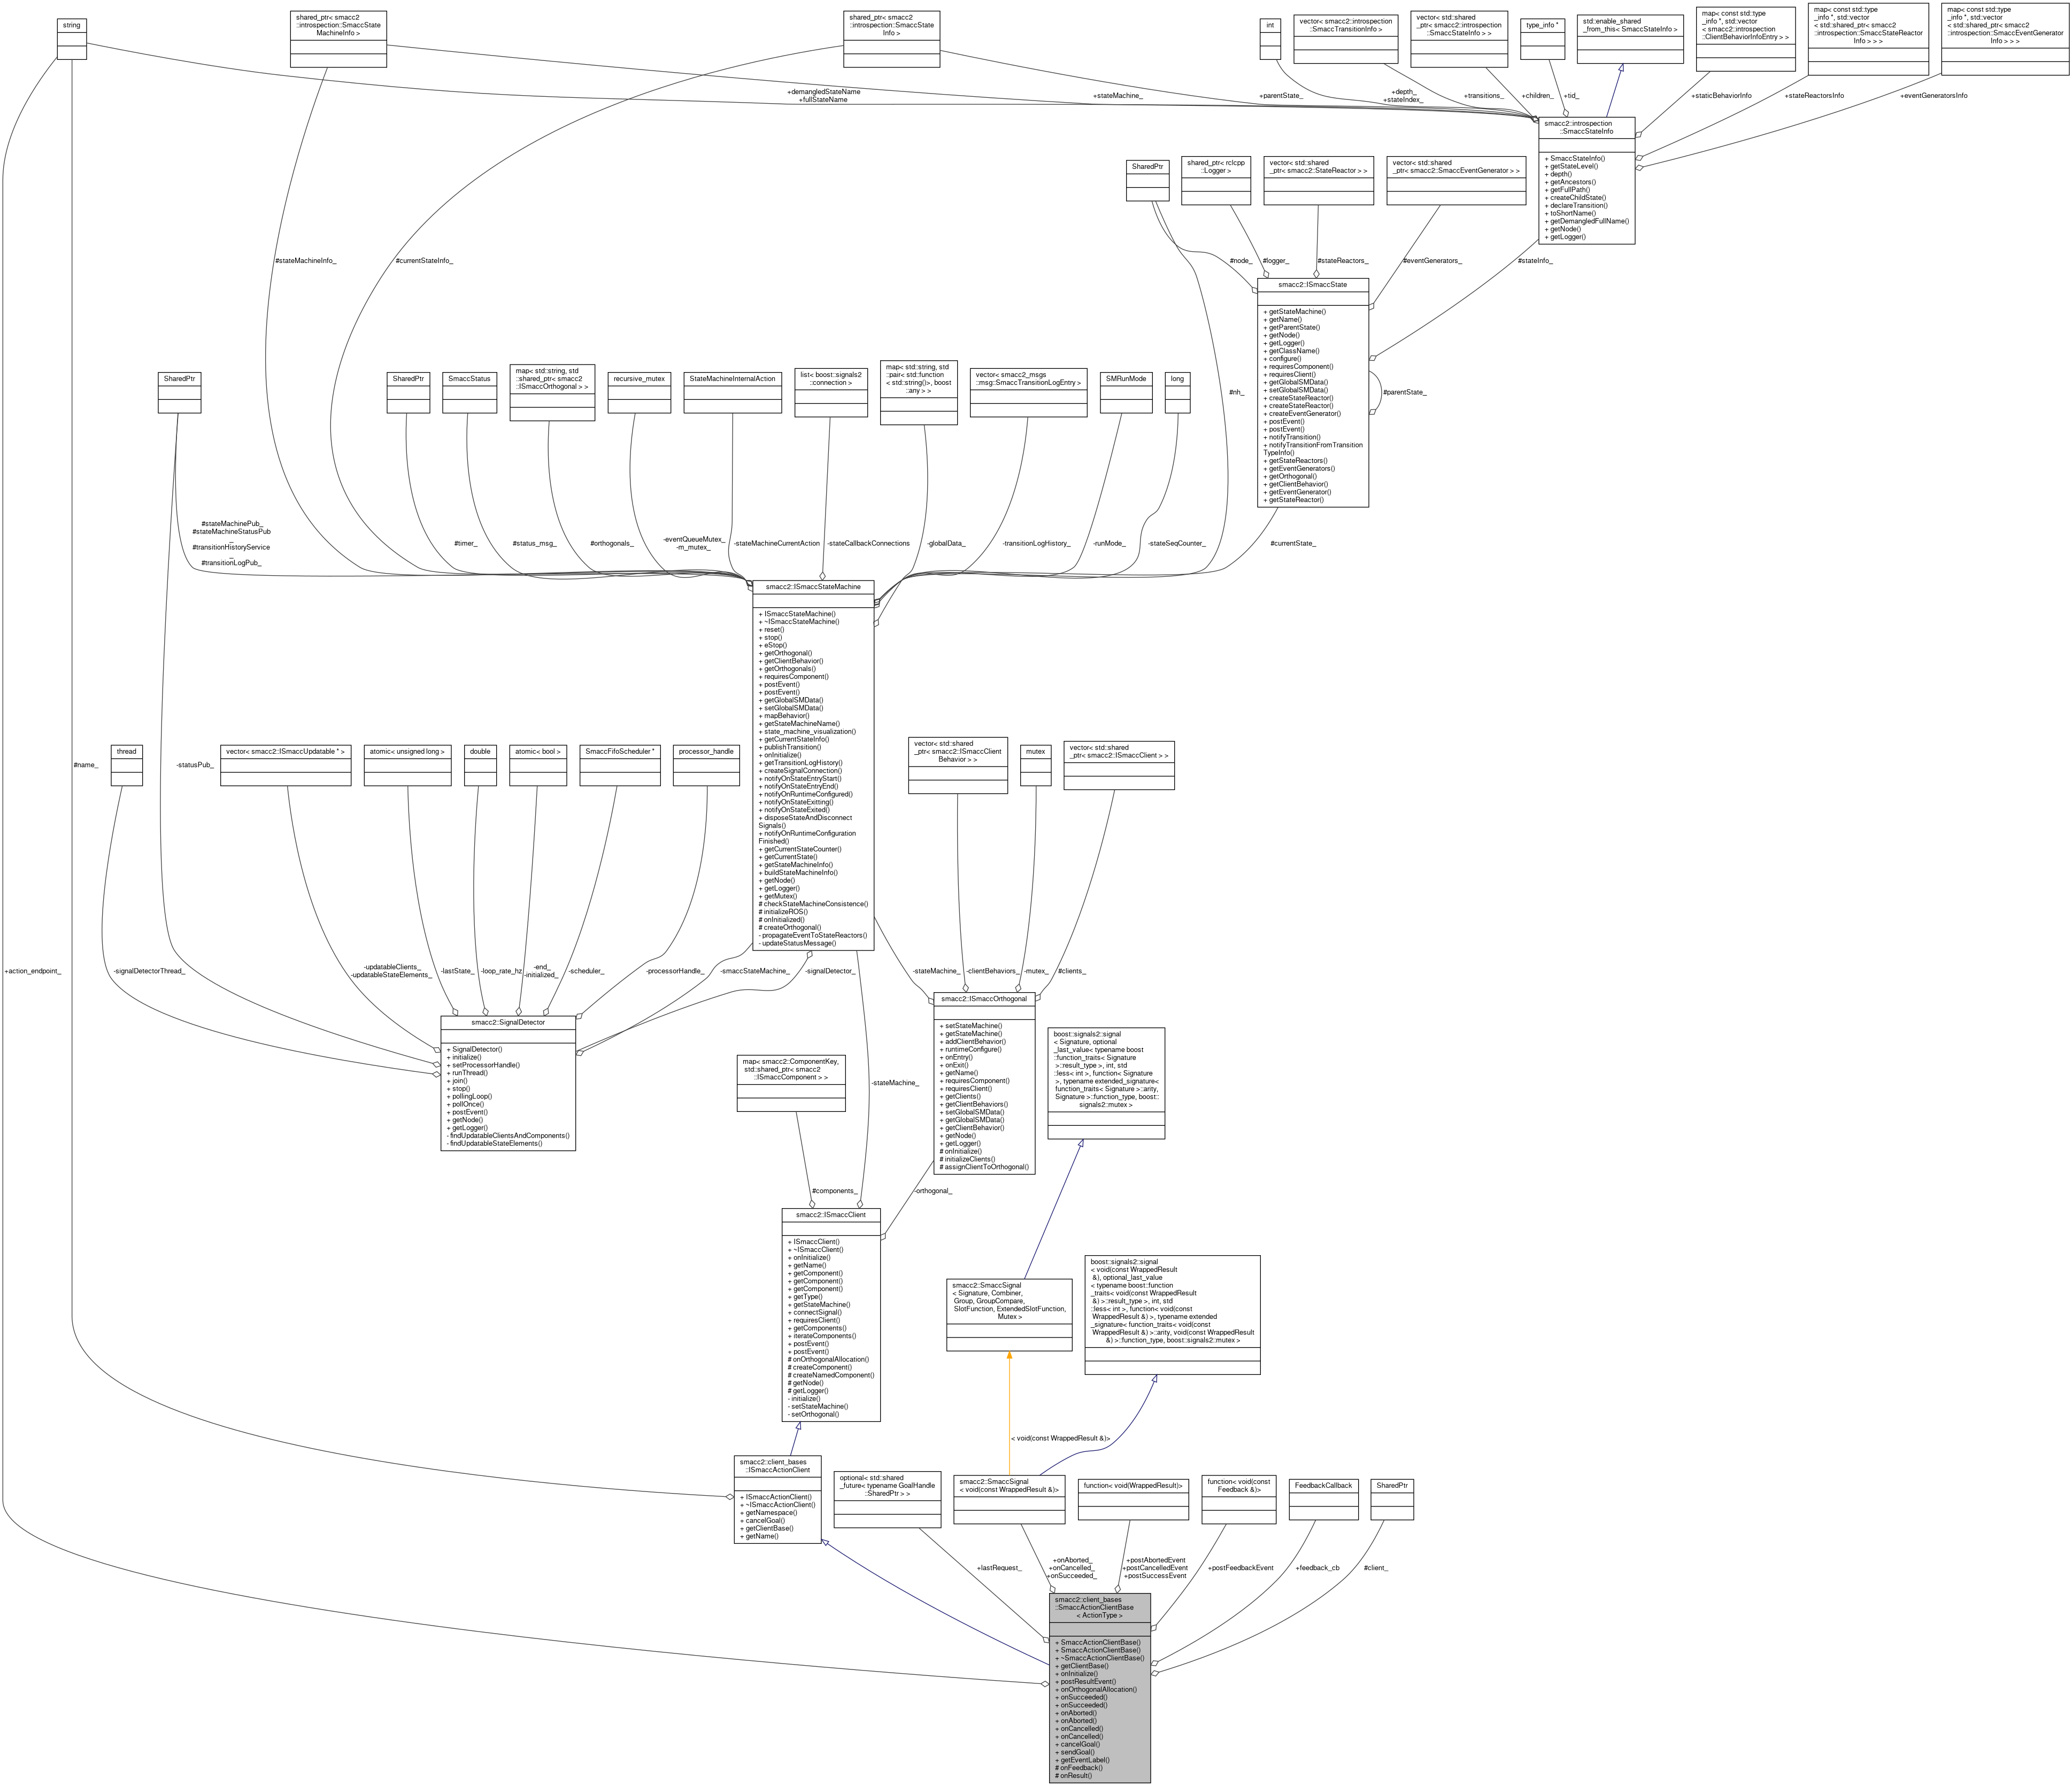 string
shared_ptr< smacc2
::introspection::SmaccState
MachineInfo >
shared_ptr< smacc2
::introspection::SmaccState
Info >
int
vector< smacc2::introspection
::SmaccTransitionInfo >
vector< std::shared
_ptr< smacc2::introspection
::SmaccStateInfo > >
type_info *
std::enable_shared
_from_this< SmaccStateInfo >
map< const std::type
_info *, std::vector
< smacc2::introspection
::ClientBehaviorInfoEntry > >
map< const std::type
_info *, std::vector
< std::shared_ptr< smacc2
::introspection::SmaccStateReactor
Info > > >
map< const std::type
_info *, std::vector
< std::shared_ptr< smacc2
::introspection::SmaccEventGenerator
Info > > >
+demangledStateName
+fullStateName
+stateMachine_
+parentState_
+depth_
+stateIndex_
+transitions_
+children_
+tid_
+staticBehaviorInfo
+stateReactorsInfo
+eventGeneratorsInfo
smacc2::introspection
::SmaccStateInfo
+ SmaccStateInfo()
+ getStateLevel()
+ depth()
+ getAncestors()
+ getFullPath()
+ createChildState()
+ declareTransition()
+ toShortName()
+ getDemangledFullName()
+ getNode()
+ getLogger()
SharedPtr
shared_ptr< rclcpp
::Logger >
vector< std::shared
_ptr< smacc2::StateReactor > >
vector< std::shared
_ptr< smacc2::SmaccEventGenerator > >
#stateMachineInfo_
#currentStateInfo_
#node_
#logger_
#stateReactors_
#eventGenerators_
#stateInfo_
smacc2::ISmaccState
+ getStateMachine()
+ getName()
+ getParentState()
+ getNode()
+ getLogger()
+ getClassName()
+ configure()
+ requiresComponent()
+ requiresClient()
+ getGlobalSMData()
+ setGlobalSMData()
+ createStateReactor()
+ createStateReactor()
+ createEventGenerator()
+ postEvent()
+ postEvent()
+ notifyTransition()
+ notifyTransitionFromTransition
TypeInfo()
+ getStateReactors()
+ getEventGenerators()
+ getOrthogonal()
+ getClientBehavior()
+ getEventGenerator()
+ getStateReactor()
#parentState_
#nh_
SharedPtr
SharedPtr
SmaccStatus
map< std::string, std
::shared_ptr< smacc2
::ISmaccOrthogonal > >
recursive_mutex
StateMachineInternalAction
list< boost::signals2
::connection >
map< std::string, std
::pair< std::function
< std::string()>, boost
::any > >
vector< smacc2_msgs
::msg::SmaccTransitionLogEntry >
SMRunMode
long
#stateMachinePub_
#stateMachineStatusPub
_
#transitionHistoryService
_
#transitionLogPub_
#timer_
#status_msg_
#orthogonals_
-eventQueueMutex_
-m_mutex_
-stateMachineCurrentAction
-stateCallbackConnections
-globalData_
-transitionLogHistory_
-runMode_
-stateSeqCounter_
#currentState_
smacc2::ISmaccStateMachine
+ ISmaccStateMachine()
+ ~ISmaccStateMachine()
+ reset()
+ stop()
+ eStop()
+ getOrthogonal()
+ getClientBehavior()
+ getOrthogonals()
+ requiresComponent()
+ postEvent()
+ postEvent()
+ getGlobalSMData()
+ setGlobalSMData()
+ mapBehavior()
+ getStateMachineName()
+ state_machine_visualization()
+ getCurrentStateInfo()
+ publishTransition()
+ onInitialize()
+ getTransitionLogHistory()
+ createSignalConnection()
+ notifyOnStateEntryStart()
+ notifyOnStateEntryEnd()
+ notifyOnRuntimeConfigured()
+ notifyOnStateExitting()
+ notifyOnStateExited()
+ disposeStateAndDisconnect
Signals()
+ notifyOnRuntimeConfiguration
Finished()
+ getCurrentStateCounter()
+ getCurrentState()
+ getStateMachineInfo()
+ buildStateMachineInfo()
+ getNode()
+ getLogger()
+ getMutex()
# checkStateMachineConsistence()
# initializeROS()
# onInitialized()
# createOrthogonal()
- propagateEventToStateReactors()
- updateStatusMessage()
thread
vector< smacc2::ISmaccUpdatable * >
atomic< unsigned long >
double
atomic< bool >
SmaccFifoScheduler *
processor_handle
#name_
-statusPub_
vector< std::shared
_ptr< smacc2::ISmaccClient
Behavior > >
mutex
vector< std::shared
_ptr< smacc2::ISmaccClient > >
+action_endpoint_
-signalDetectorThread_
-updatableClients_
-updatableStateElements_
-lastState_
-loop_rate_hz
-end_
-initialized_
-scheduler_
-processorHandle_
-smaccStateMachine_
-signalDetector_
-stateMachine_
-clientBehaviors_
-mutex_
#clients_
smacc2::SignalDetector
+ SignalDetector()
+ initialize()
+ setProcessorHandle()
+ runThread()
+ join()
+ stop()
+ pollingLoop()
+ pollOnce()
+ postEvent()
+ getNode()
+ getLogger()
- findUpdatableClientsAndComponents()
- findUpdatableStateElements()
smacc2::ISmaccOrthogonal
+ setStateMachine()
+ getStateMachine()
+ addClientBehavior()
+ runtimeConfigure()
+ onEntry()
+ onExit()
+ getName()
+ requiresComponent()
+ requiresClient()
+ getClients()
+ getClientBehaviors()
+ setGlobalSMData()
+ getGlobalSMData()
+ getClientBehavior()
+ getNode()
+ getLogger()
# onInitialize()
# initializeClients()
# assignClientToOrthogonal()
boost::signals2::signal
< Signature, optional
_last_value< typename boost
::function_traits< Signature
>::result_type >, int, std
::less< int >, function< Signature
>, typename extended_signature<
function_traits< Signature >::arity,
Signature >::function_type, boost::
signals2::mutex >
map< smacc2::ComponentKey,
std::shared_ptr< smacc2
::ISmaccComponent > >
-stateMachine_
#components_
-orthogonal_
smacc2::ISmaccClient
+ ISmaccClient()
+ ~ISmaccClient()
+ onInitialize()
+ getName()
+ getComponent()
+ getComponent()
+ getComponent()
+ getType()
+ getStateMachine()
+ connectSignal()
+ requiresClient()
+ getComponents()
+ iterateComponents()
+ postEvent()
+ postEvent()
# onOrthogonalAllocation()
# createComponent()
# createNamedComponent()
# getNode()
# getLogger()
- initialize()
- setStateMachine()
- setOrthogonal()
smacc2::SmaccSignal
< Signature, Combiner,
Group, GroupCompare,
SlotFunction, ExtendedSlotFunction,
Mutex >
boost::signals2::signal
< void(const WrappedResult
&), optional_last_value
< typename boost::function
_traits< void(const WrappedResult
&) >::result_type >, int, std
::less< int >, function< void(const
WrappedResult &) >, typename extended
_signature< function_traits< void(const
WrappedResult &) >::arity, void(const WrappedResult
&) >::function_type, boost::signals2::mutex >
< void(const WrappedResult &)>
smacc2::client_bases
::ISmaccActionClient
+ ISmaccActionClient()
+ ~ISmaccActionClient()
+ getNamespace()
+ cancelGoal()
+ getClientBase()
+ getName()
optional< std::shared
_future< typename GoalHandle
::SharedPtr > >
smacc2::SmaccSignal
< void(const WrappedResult &)>
function< void(WrappedResult)>
function< void(const
Feedback &)>
FeedbackCallback
SharedPtr
+lastRequest_
+onAborted_
+onCancelled_
+onSucceeded_
+postAbortedEvent
+postCancelledEvent
+postSuccessEvent
+postFeedbackEvent
+feedback_cb
#client_
smacc2::client_bases
::SmaccActionClientBase
< ActionType >
+ SmaccActionClientBase()
+ SmaccActionClientBase()
+ ~SmaccActionClientBase()
+ getClientBase()
+ onInitialize()
+ postResultEvent()
+ onOrthogonalAllocation()
+ onSucceeded()
+ onSucceeded()
+ onAborted()
+ onAborted()
+ onCancelled()
+ onCancelled()
+ cancelGoal()
+ sendGoal()
+ getEventLabel()
# onFeedback()
# onResult()